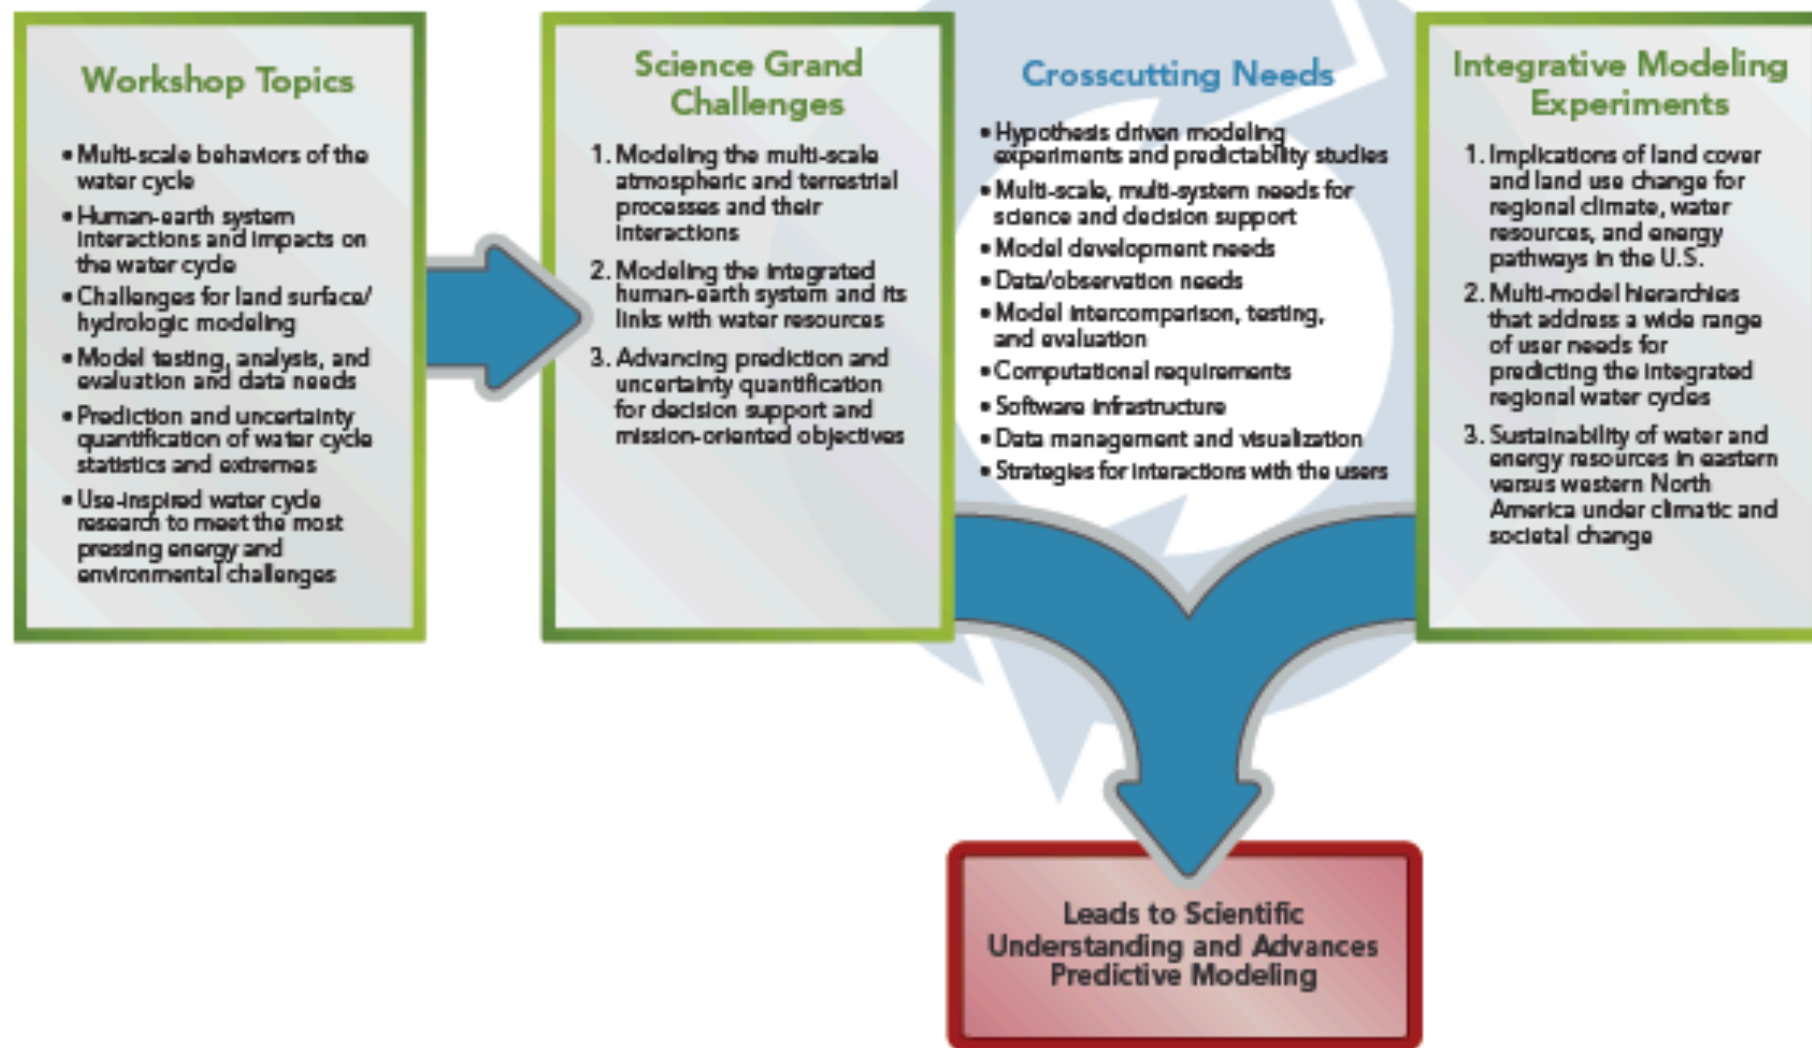 Workshop Topics
• Multi-scale behaviors of the
water cycle
• Human-earth system
interactions and impacts on
the water cycle
• Challenges for land surface/
hydrologic modeling
• Model testing, analysis, and
evaluation and data needs
• Prediction and uncertainty
quantification of water cycle
statistics and extremes
• Use-inspired water cycle
research to meet the most
pressing energy and
environmental challenges
Science Grand
Challenges
1. Modeling the multi-scale
atmospheric and terrestrial
processes and their
interactions
2. Modeling the integrated
human-earth system and its
links with water resources
3. Advancing prediction and
uncertainty quantification
for decision support and
mission-oriented objectives
Crosscutting Needs
• Hypothesis driven modeling
experiments and predictability studies
• Multi-scale, multi-system needs for
science and decision support
• Model development needs
• Data/observation needs
• Model intercomparison, testing,
and evaluation
• Computational requirements
• Software infrastructure
• Data management and visualization
• Strategies for interactions with the users
Integrative Modeling
Experiments
1. Implications of land cover
and land use change for
regional climate, water
resources, and energy
pathways in the U.S.
2. Multi-model hierarchies
that address a wide range
of user needs for
predicting the integrated
regional water cycles
3. Sustainability of water and
energy resources in eastern
versus western North
America under climatic and
societal change
Leads to Scientific
Understanding and Advances
Predictive Modeling